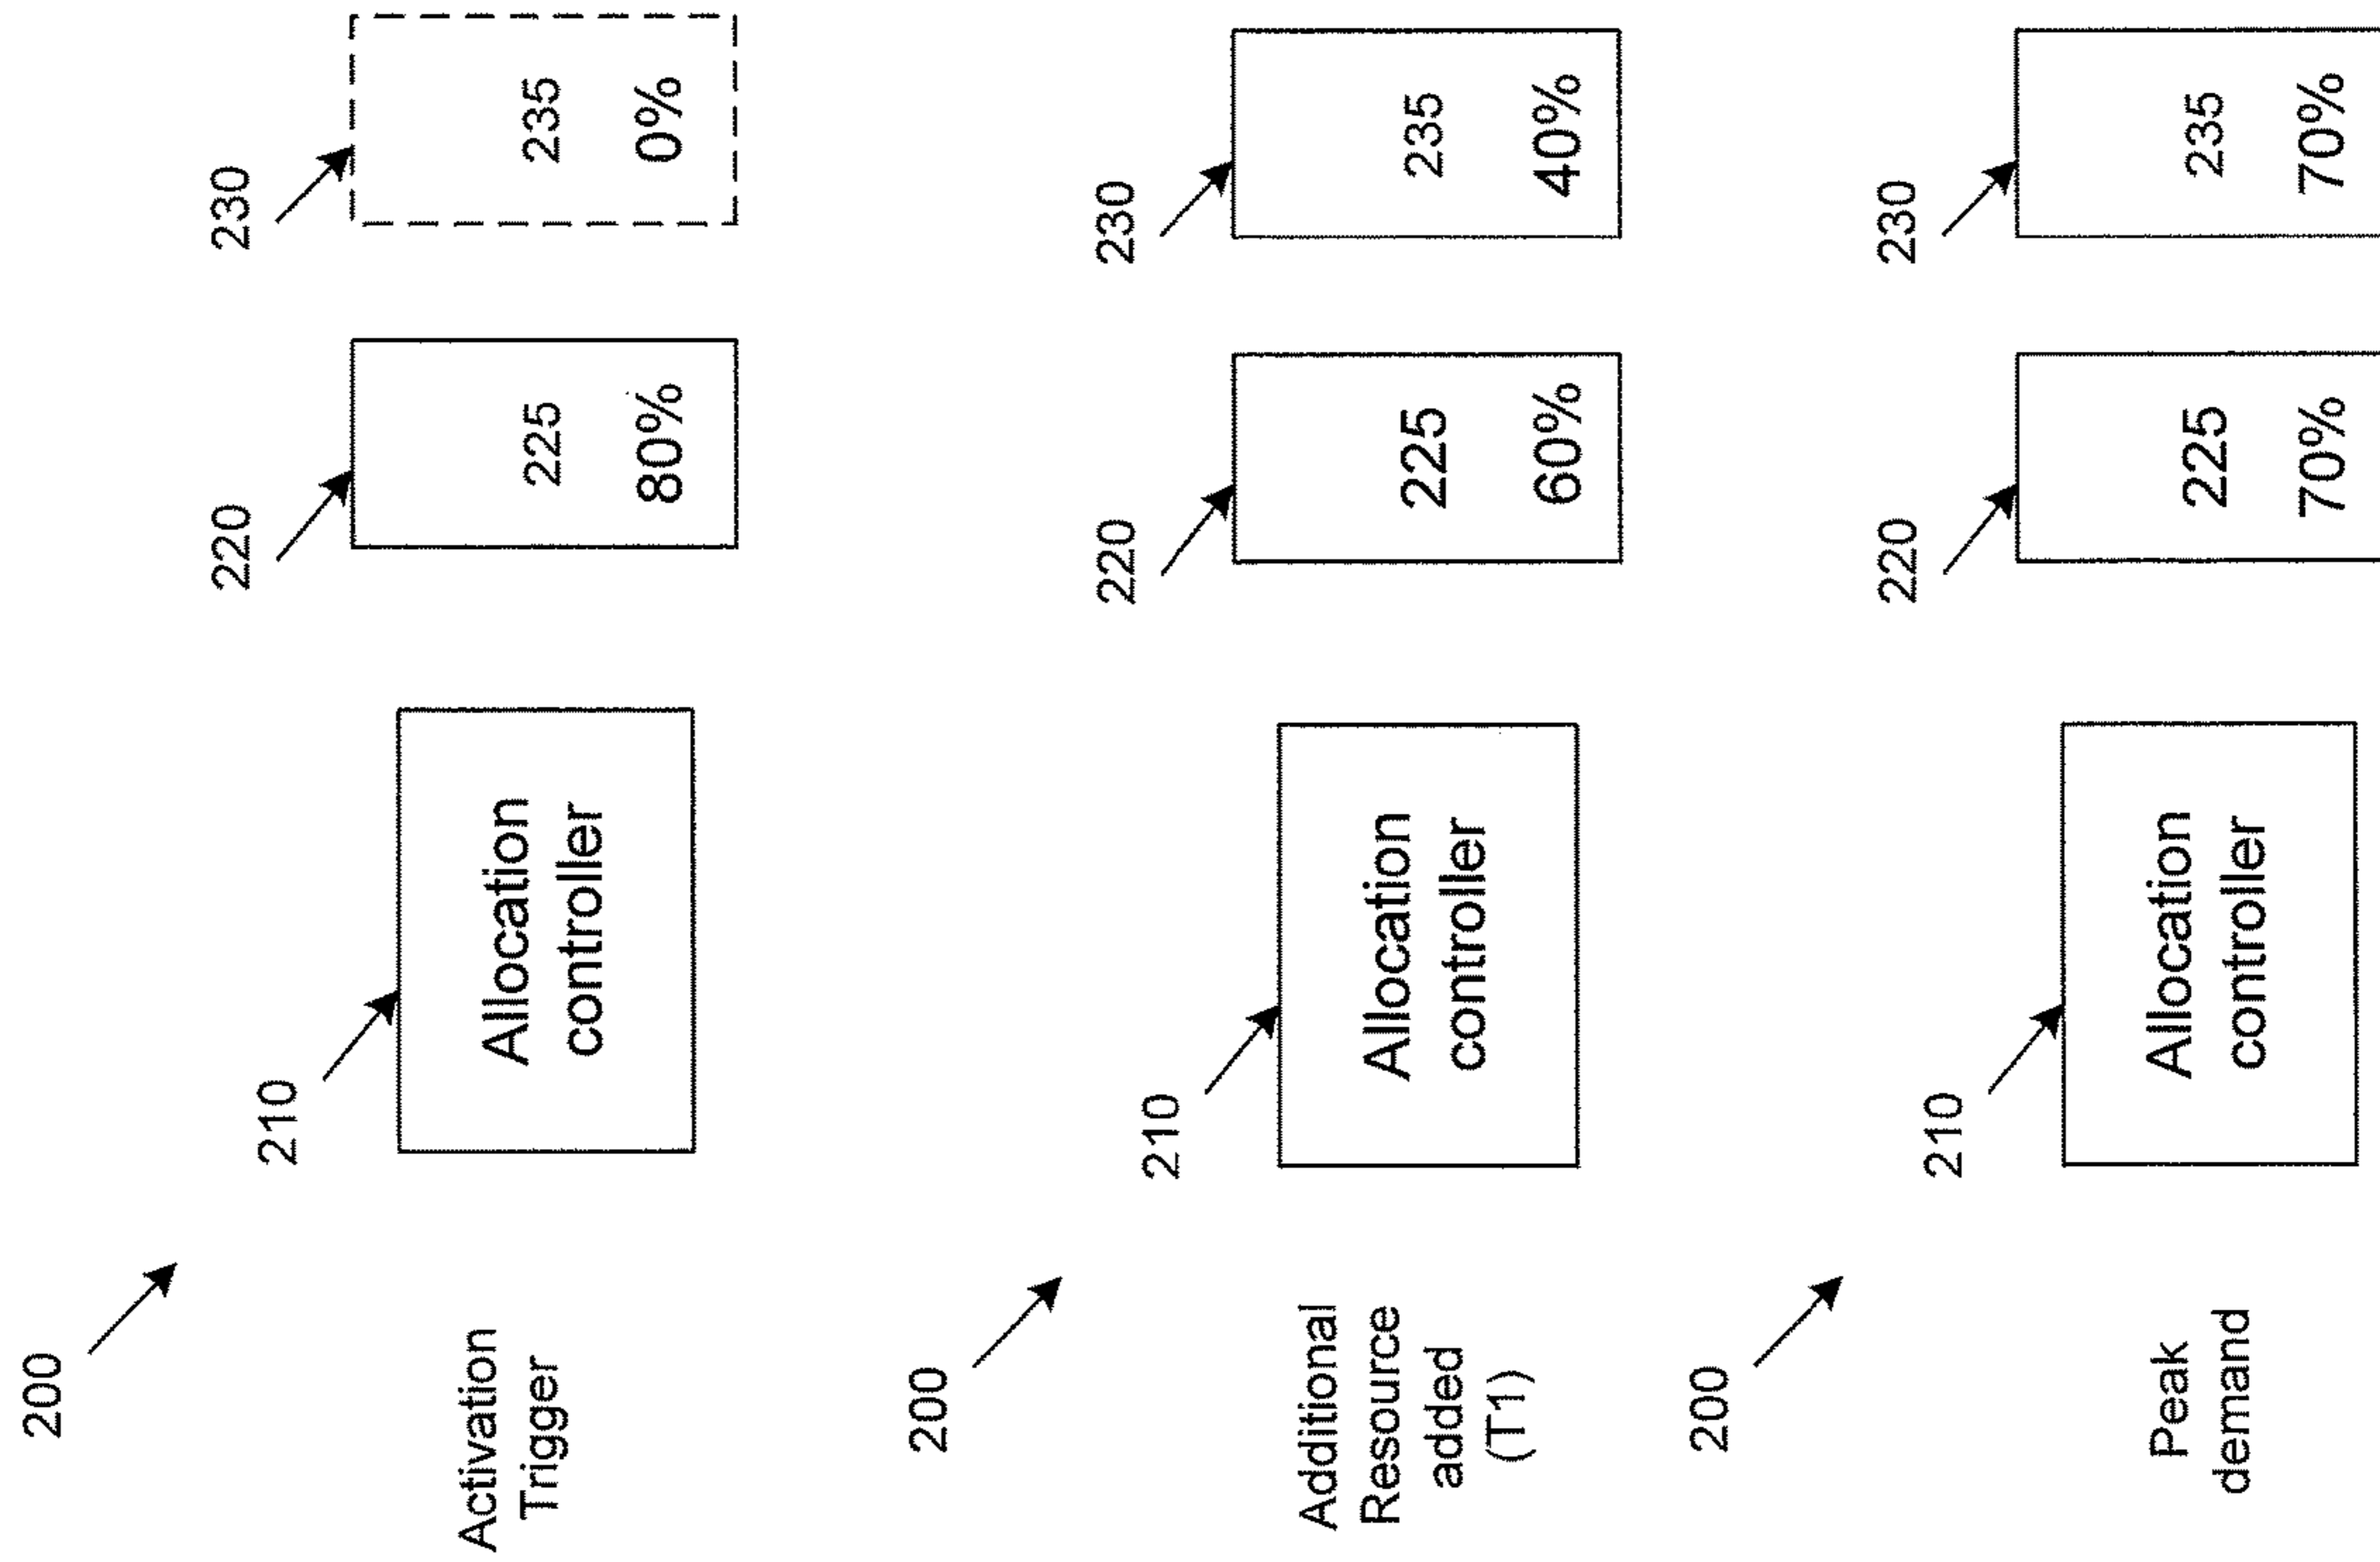 200
Activation
Trigger
210
Allocation
controller
220
225
80%
230
235
0%
200
Additional
Resource
added
(T1)
210
Allocation
controller
220
225
60%
230
235
40%
200
Peak
demand
210
Allocation
controller
220
225
70%
230
235
70%